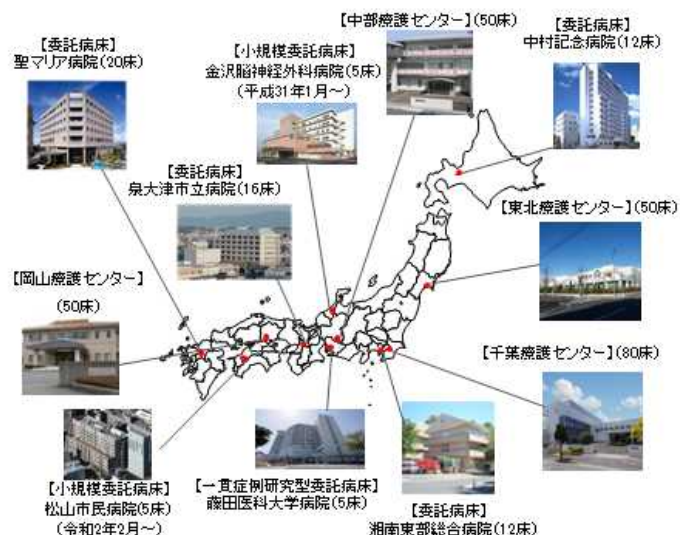 【中部療護センター】(50床)
【委託病床】
中村記念病院(12床)
【委託病床】
聖マリア病院(20床)
【小規模委託病床】
金沢脳神経外科病院(5床)
(平成31年1月~)
【委託病床】
泉大津市立病院(16床)
【東北療護センター】(50床)
【岡山療護センター】
(50床)
【千葉療護センター】(80床)
【小規模委託病床】
松山市民病院(5床)
(令和2年2月~)
【一貫症例研究型委託病床】
藤田医科大学病院(5床)
【委託病床】
湘南東部総合病院(12床)